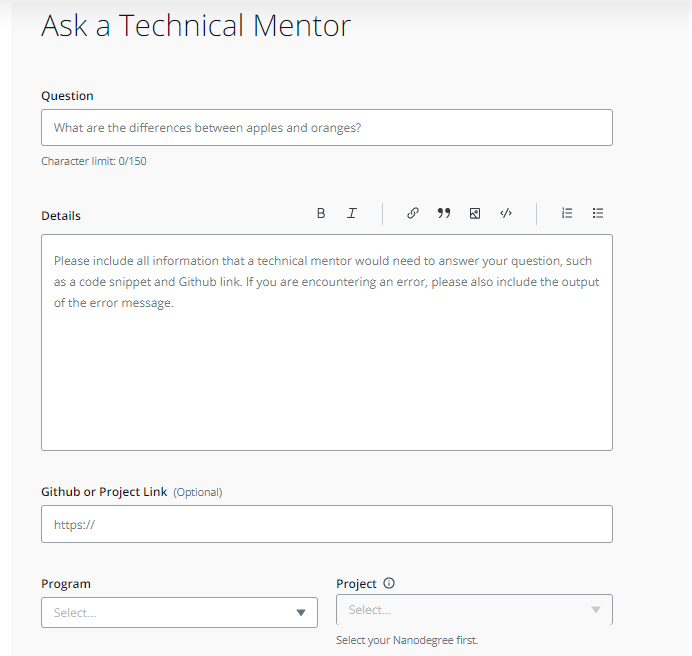 Ask a Technical Mentor
Question
What are the differences between apples and oranges?
Character limit: 0/150
Details
B I
Please include all information that a technical mentor would need to answer your question, such
as a code snippet and Github link. If you are encountering an error, please also include the output
of the error message.
Github or Project Link (Optional)
https://
Program
Project
Select...
Select...
Select your Nanodegree first.